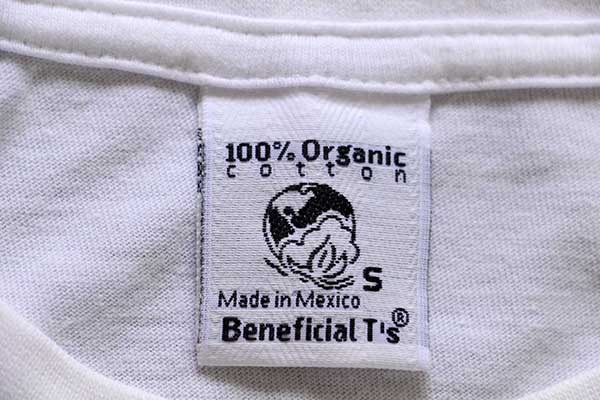 100% Organic
cotton
S
Made in Mexico
Beneficial T's®